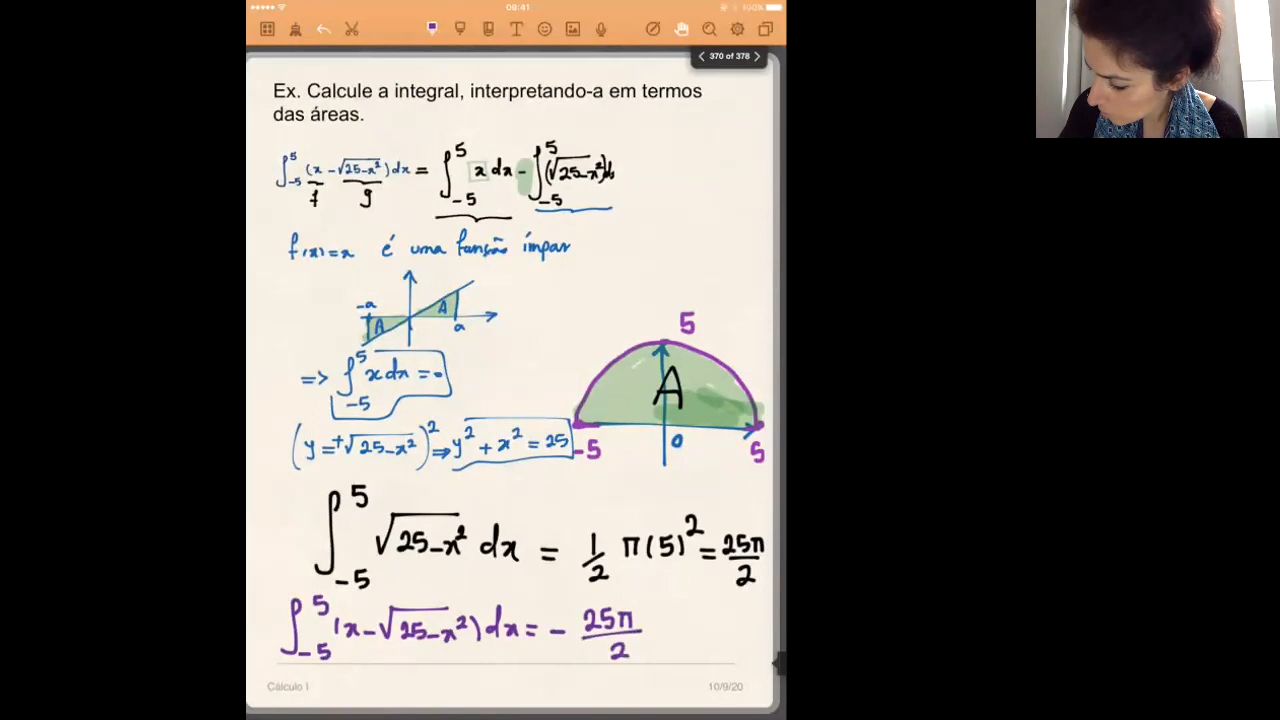 09:41
100%
370 of 378
Ex. Calcule a integral, interpretando-a em termos
das áreas.
∫₋₅⁵ (x - √25-x²) dx = ∫₋₅⁵ x dx - ∫₋₅⁵ (√25-x²) dx
f g
f(x) = x é uma função ímpar
-a A A a
=> ∫₋₅⁵ x dx = 0
5
A
-5 0 5
(y = +√25-x²)² => y² + x² = 25
∫₋₅⁵ √25-x² dx = 1/2 π(5)² = 25π/2
∫₋₅⁵ (x - √25-x²) dx = - 25π/2
Cálculo I 10/9/20